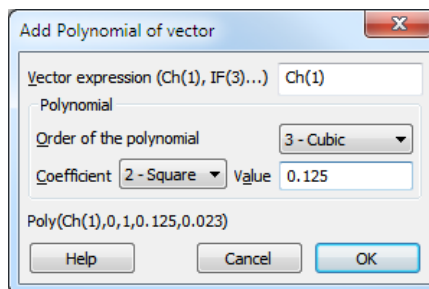 Add Polynomial of vector
Vector expression (Ch(1), IF(3)...) Ch(1)
Polynomial
Order of the polynomial 3 - Cubic
Coefficient 2 - Square Value 0.125
Poly(Ch(1),0,1,0.125,0.023)
Help Cancel OK